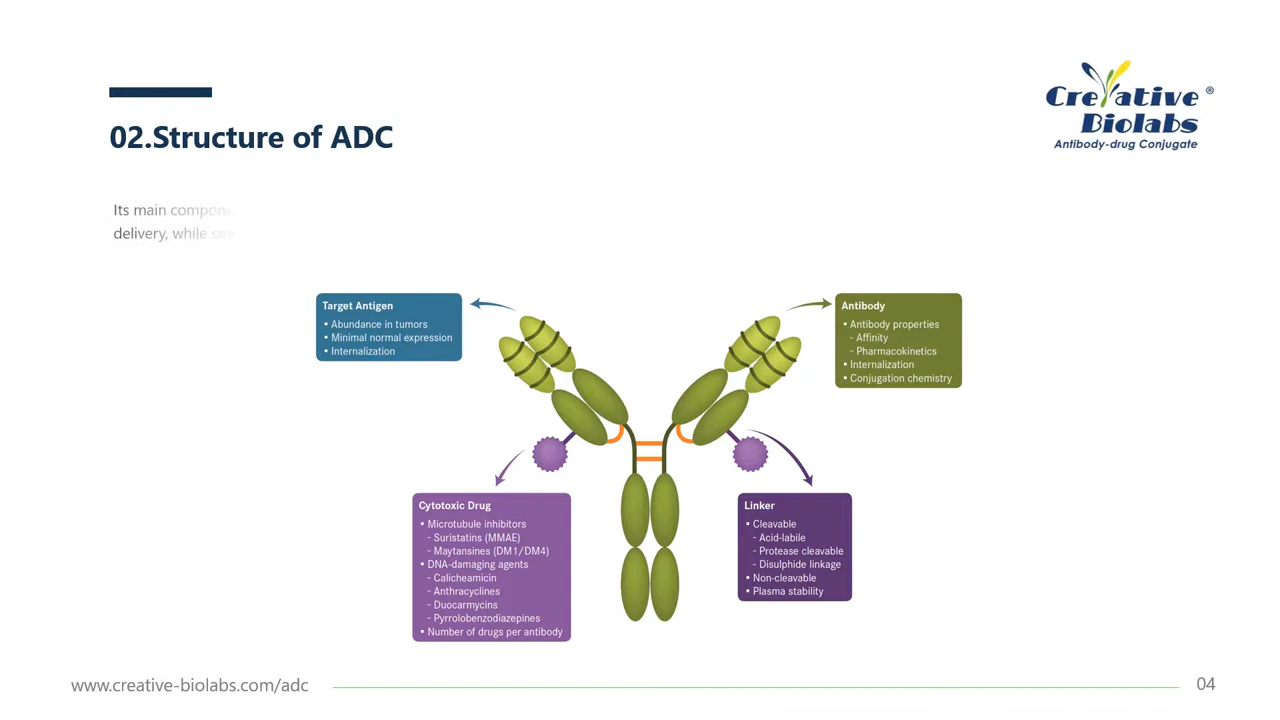 Creative ®
Biolabs
Antibody-drug Conjugate
02.Structure of ADC
Its main
delivery, while
Target Antigen
• Abundance in tumors
• Minimal normal expression
• Internalization
Antibody
• Antibody properties
- Affinity
- Pharmacokinetics
• Internalization
• Conjugation chemistry
Cytotoxic Drug
• Microtubule inhibitors
- Suristatins (MMAE)
- Maytansines (DM1/DM4)
• DNA-damaging agents
- Calicheamicin
- Anthracyclines
- Duocarmycins
- Pyrrolobenzodiazepines
• Number of drugs per antibody
Linker
• Cleavable
- Acid-labile
- Protease cleavable
- Disulphide linkage
• Non-cleavable
• Plasma stability
www.creative-biolabs.com/adc
04